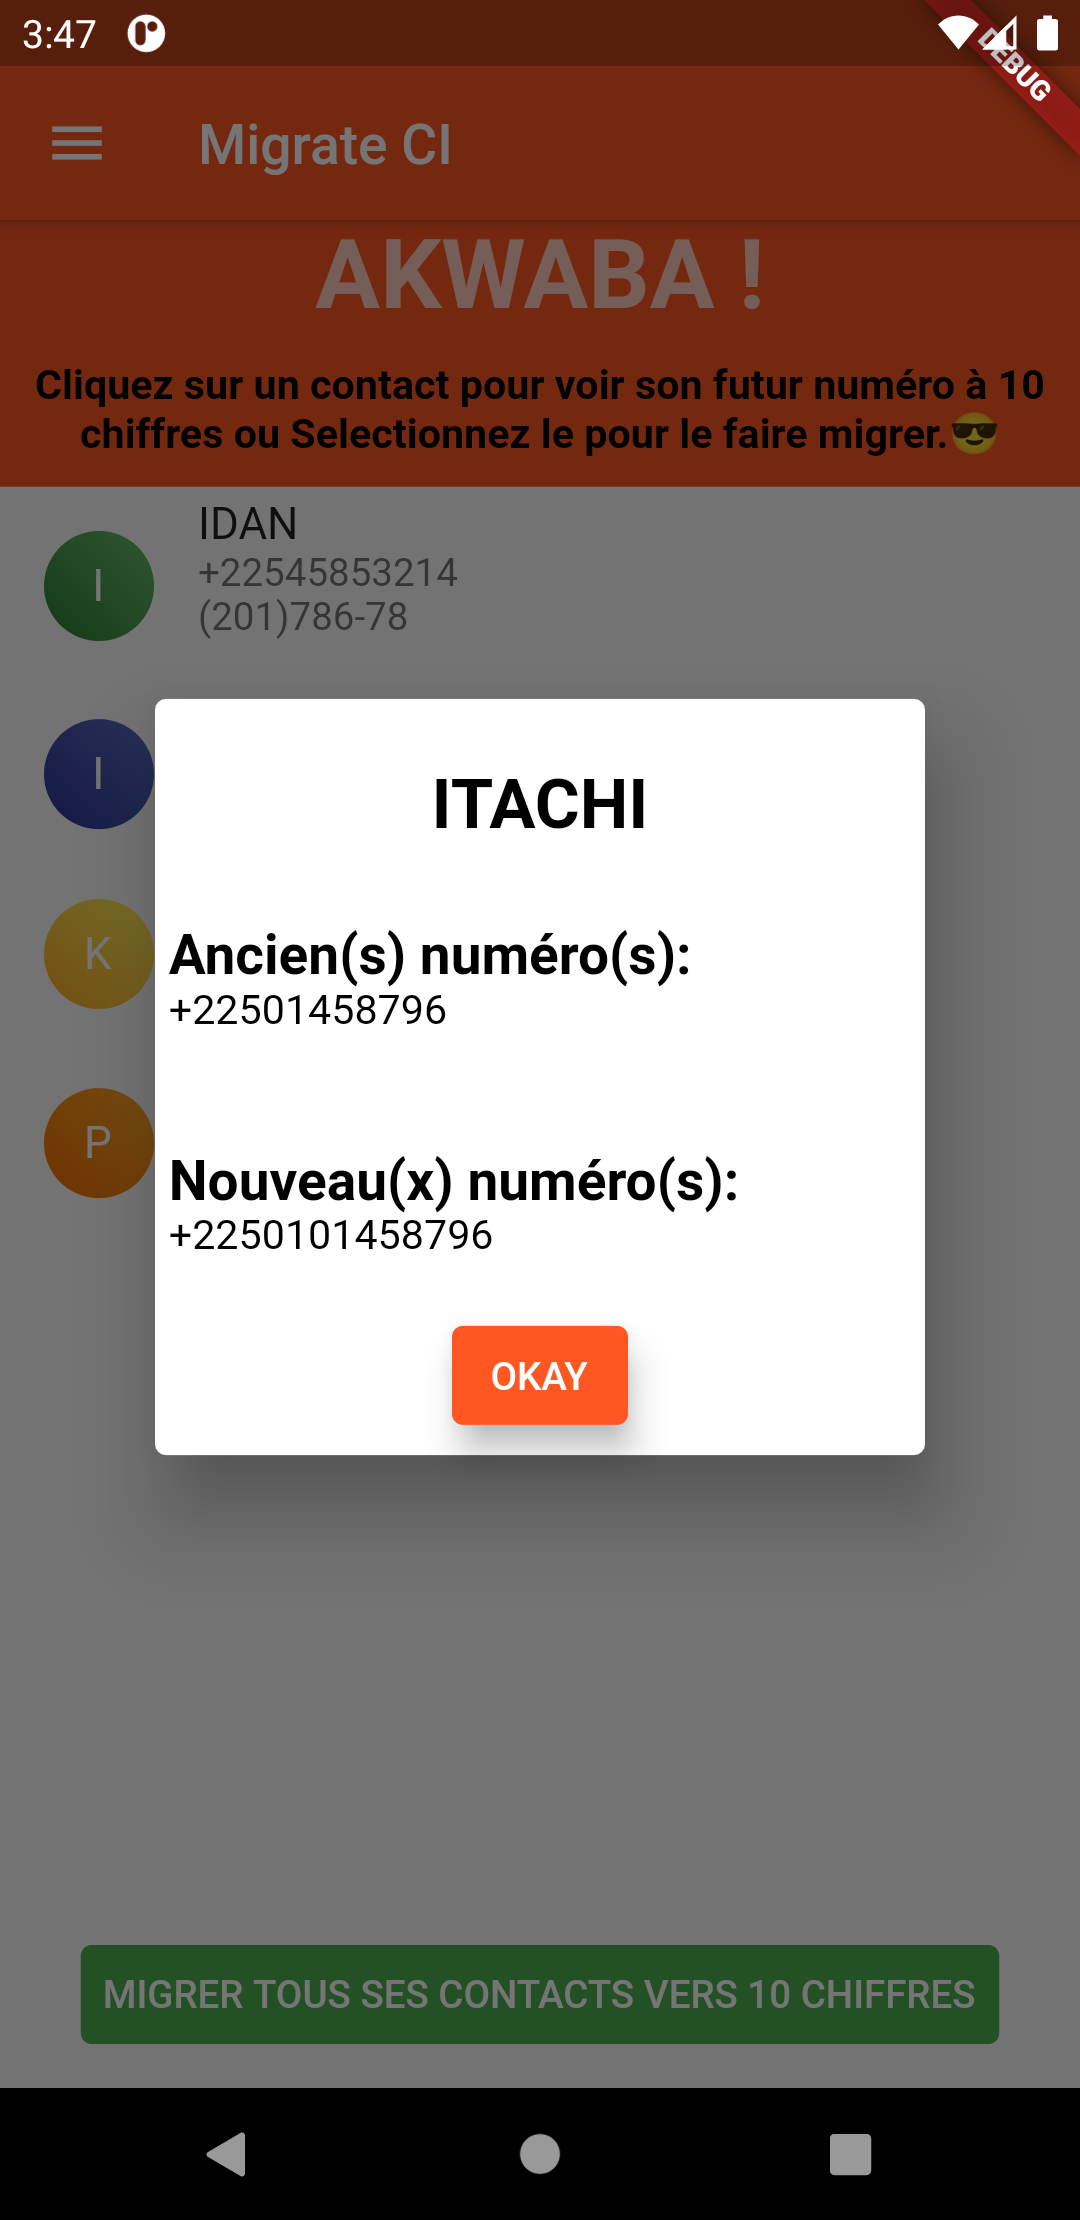 3:47
DEBUG
Migrate CI
AKWABA !
Cliquez sur un contact pour voir son futur numéro à 10
chiffres ou Selectionnez le pour le faire migrer.😎
IDAN
I
+22545853214
(201)786-78
I
K
P
ITACHI
Ancien(s) numéro(s):
+22501458796
Nouveau(x) numéro(s):
+2250101458796
OKAY
MIGRER TOUS SES CONTACTS VERS 10 CHIFFRES